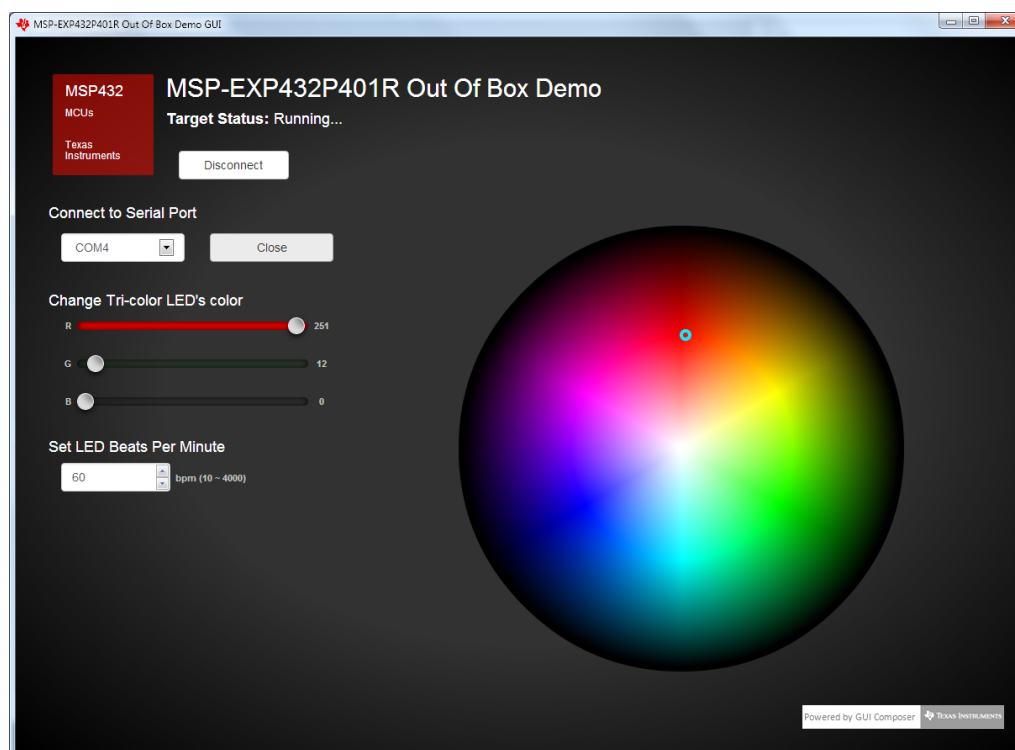 MSP-EXP432P401R Out Of Box Demo GUI
MSP432
MCUs
Texas
Instruments
MSP-EXP432P401R Out Of Box Demo
Target Status: Running...
Disconnect
Connect to Serial Port
COM4
Close
Change Tri-color LED's color
R 251
G 12
B 0
Set LED Beats Per Minute
60 bpm (10 ~ 4000)
Powered by GUI Composer TEXAS INSTRUMENTS